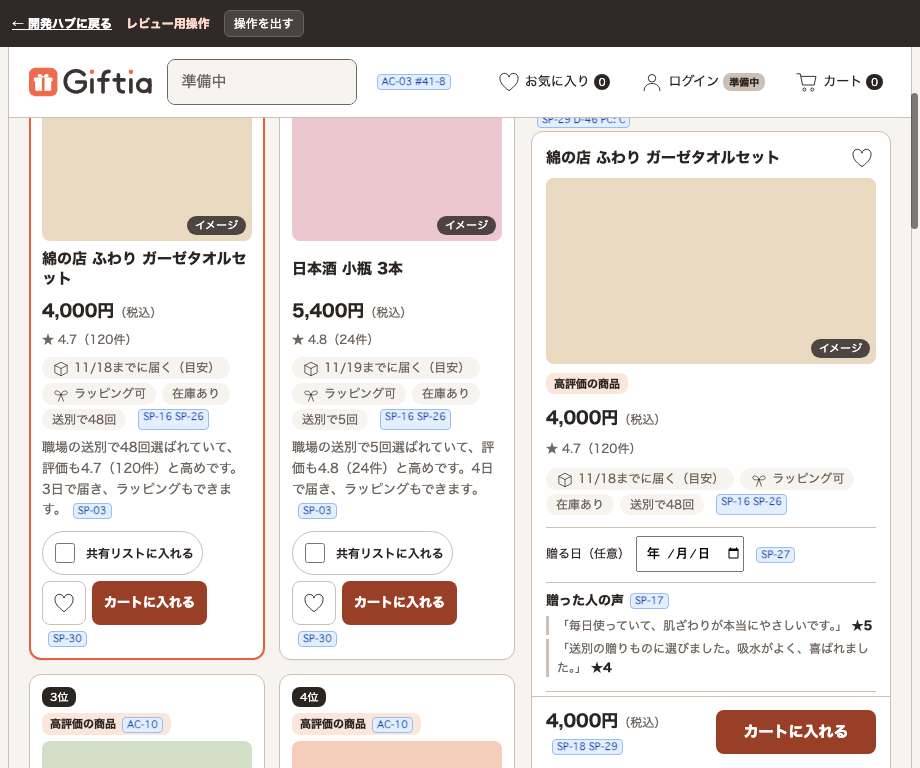 ← 開発ハブに戻る レビュー用操作 操作を出す
Giftia 準備中 AC-03 #41-8 お気に入り 0 ログイン 準備中 カート 0
イメージ
綿の店 ふわり ガーゼタオルセ
ット
4,000円（税込）
★ 4.7（120件）
11/18までに届く（目安）
ラッピング可 在庫あり
送別で48回 SP-16 SP-26
職場の送別で48回選ばれていて、
評価も4.7（120件）と高めです。
3日で届き、ラッピングもできま
す。 SP-03
共有リストに入れる
カートに入れる
SP-30
イメージ
日本酒 小瓶 3本
5,400円（税込）
★ 4.8（24件）
11/19までに届く（目安）
ラッピング可 在庫あり
送別で5回 SP-16 SP-26
職場の送別で5回選ばれていて、評
価も4.8（24件）と高めです。4日
で届き、ラッピングもできます。
SP-03
共有リストに入れる
カートに入れる
SP-30
3位
高評価の商品 AC-10
4位
高評価の商品 AC-10
SP-29 D-46 PC: C
綿の店 ふわり ガーゼタオルセット
イメージ
高評価の商品
4,000円（税込）
★ 4.7（120件）
11/18までに届く（目安） ラッピング可
在庫あり 送別で48回 SP-16 SP-26
贈る日（任意） 年 /月/日 SP-27
贈った人の声 SP-17
「毎日使っていて、肌ざわりが本当にやさしいです。」 ★5
「送別の贈りものに選びました。吸水がよく、喜ばれまし
た。」 ★4
4,000円（税込）
SP-18 SP-29
カートに入れる